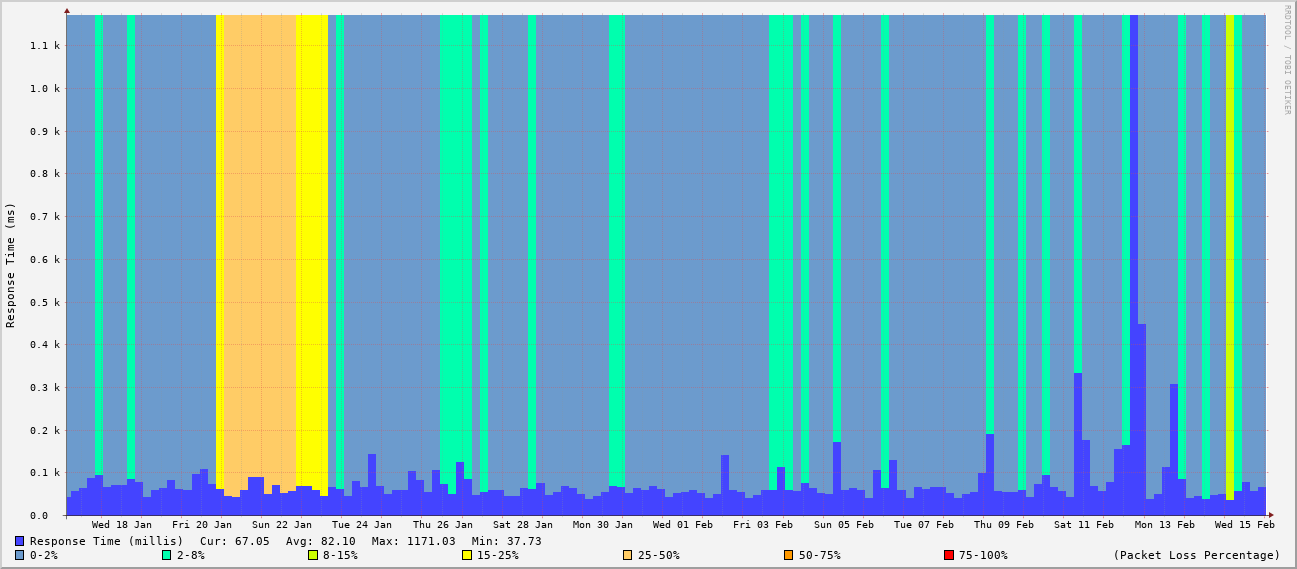 RRDTOOL / TOBI OETIKER
Response Time (ms)
1.1 k
1.0 k
0.9 k
0.8 k
0.7 k
0.6 k
0.5 k
0.4 k
0.3 k
0.2 k
0.1 k
0.0
Wed 18 Jan Fri 20 Jan Sun 22 Jan Tue 24 Jan Thu 26 Jan Sat 28 Jan Mon 30 Jan Wed 01 Feb Fri 03 Feb Sun 05 Feb Tue 07 Feb Thu 09 Feb Sat 11 Feb Mon 13 Feb Wed 15 Feb
Response Time (millis) Cur: 67.05 Avg: 82.10 Max: 1171.03 Min: 37.73
0-2% 2-8% 8-15% 15-25% 25-50% 50-75% 75-100% (Packet Loss Percentage)